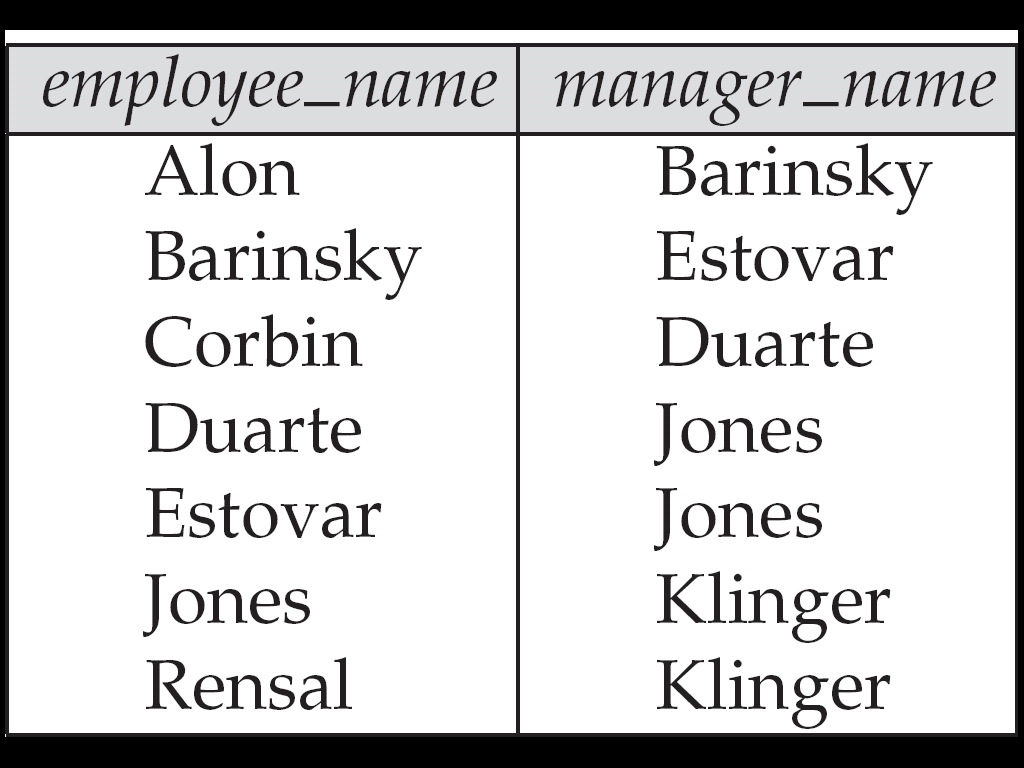 employee_name manager_name
Alon Barinsky
Barinsky Estovar
Corbin Duarte
Duarte Jones
Estovar Jones
Jones Klinger
Rensal Klinger